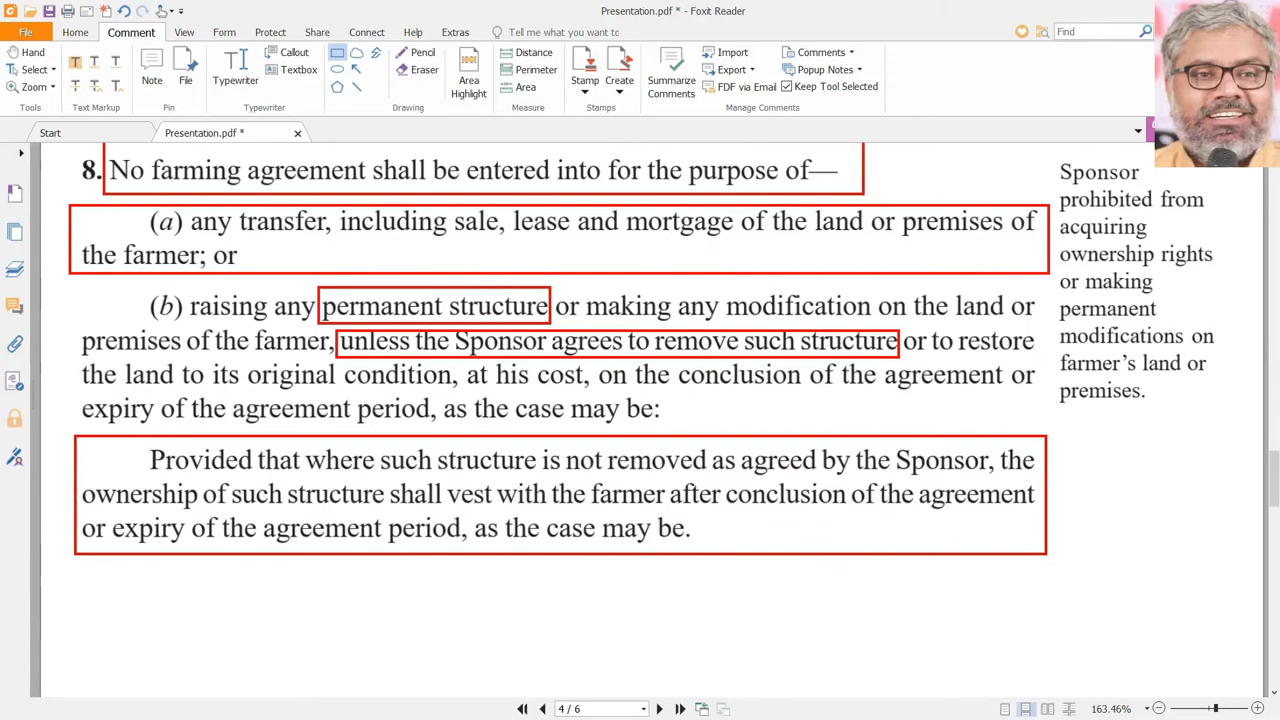 Presentation.pdf * - Foxit Reader
File Home Comment View Form Protect Share Connect Help Extras Tell me what you want to Find
Hand
Select
Zoom
Tools
Text Markup
Note
File
Pin
Typewriter
Callout
Textbox
Typewriter
Pencil
Eraser
Area
Highlight
Drawing
Distance
Perimeter
Area
Measure
Stamp
Create
Stamps
Summarize
Comments
Import
Export
FDF via Email
Comments
Popup Notes
Keep Tool Selected
Manage Comments
Start Presentation.pdf *
8. No farming agreement shall be entered into for the purpose of—
(a) any transfer, including sale, lease and mortgage of the land or premises of
the farmer; or
(b) raising any permanent structure or making any modification on the land or
premises of the farmer, unless the Sponsor agrees to remove such structure or to restore
the land to its original condition, at his cost, on the conclusion of the agreement or
expiry of the agreement period, as the case may be:
Provided that where such structure is not removed as agreed by the Sponsor, the
ownership of such structure shall vest with the farmer after conclusion of the agreement
or expiry of the agreement period, as the case may be.
Sponsor
prohibited from
acquiring
ownership rights
or making
permanent
modifications on
farmer's land or
premises.
4 / 6
163.46%